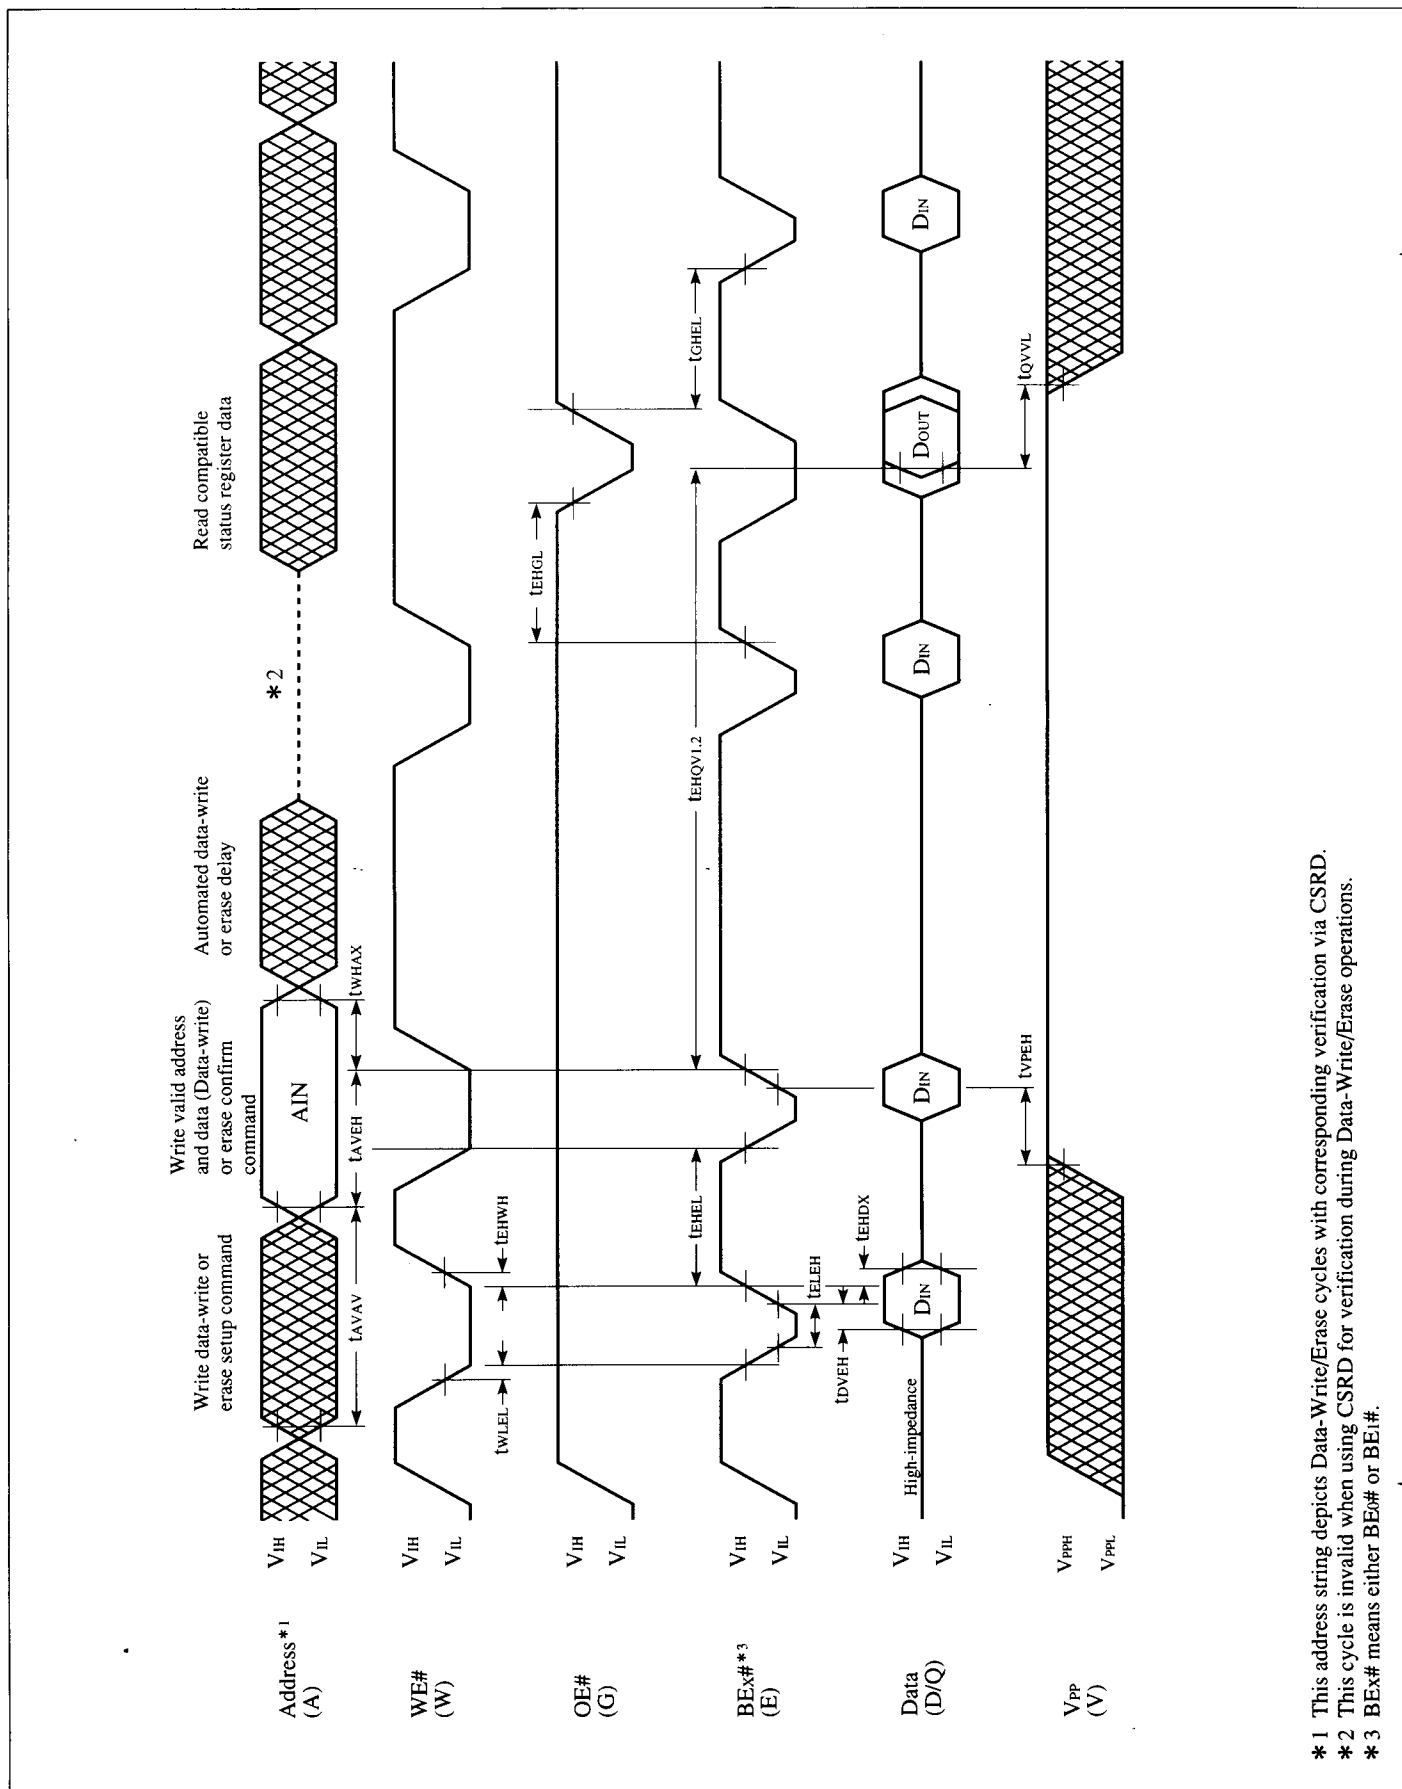 Write data-write or
erase setup command
Write valid address
and data (Data-write)
or erase confirm
command
Automated data-write
or erase delay
Read compatible
status register data
Address*1
(A)
VIH
VIL
AIN
*2
tAVAV
tAVEH
tWHAX
WE#
(W)
VIH
VIL
tWLEL
tEHWH
OE#
(G)
VIH
VIL
tEHGL
BEX#*3
(E)
VIH
VIL
tEHEL
tEHQV1.2
tGHEL
tELEH
tDVEH
tEHDX
Data
(D/Q)
VIH
VIL
High-impedance
DIN
DIN
DIN
DOUT
DIN
tVPEH
tQVVL
VPP
(V)
VPPH
VPPL
*1 This address string depicts Data-Write/Erase cycles with corresponding verification via CSRD.
*2 This cycle is invalid when using CSRD for verification during Data-Write/Erase operations.
*3 BEX# means either BE0# or BE1#.